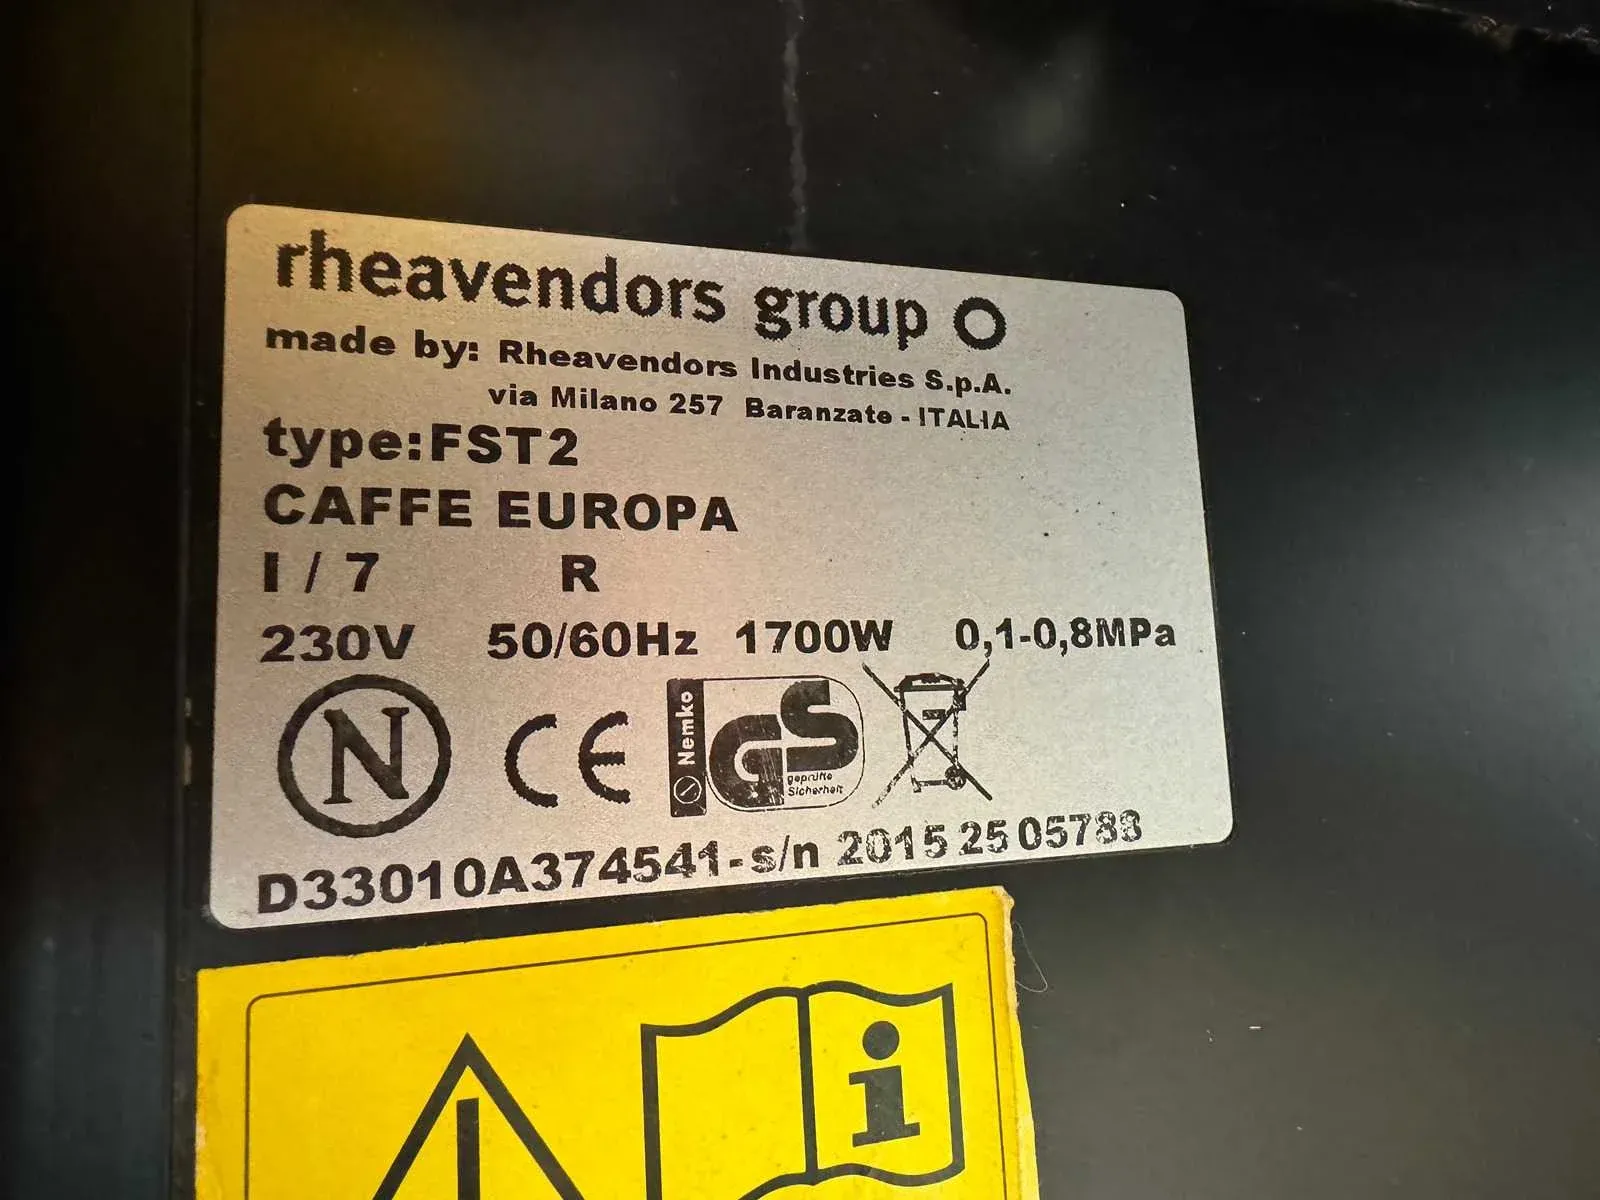 rheavendors group
made by: Rheavendors Industries S.p.A.
via Milano 257 Baranzate - ITALIA
type:FST2
CAFFE EUROPA
I / 7 R
230V 50/60Hz 1700W 0,1-0,8MPa
N CE Nemko GS geprüfte Sicherheit
D33010A374541-s/n 2015 25 05788
i